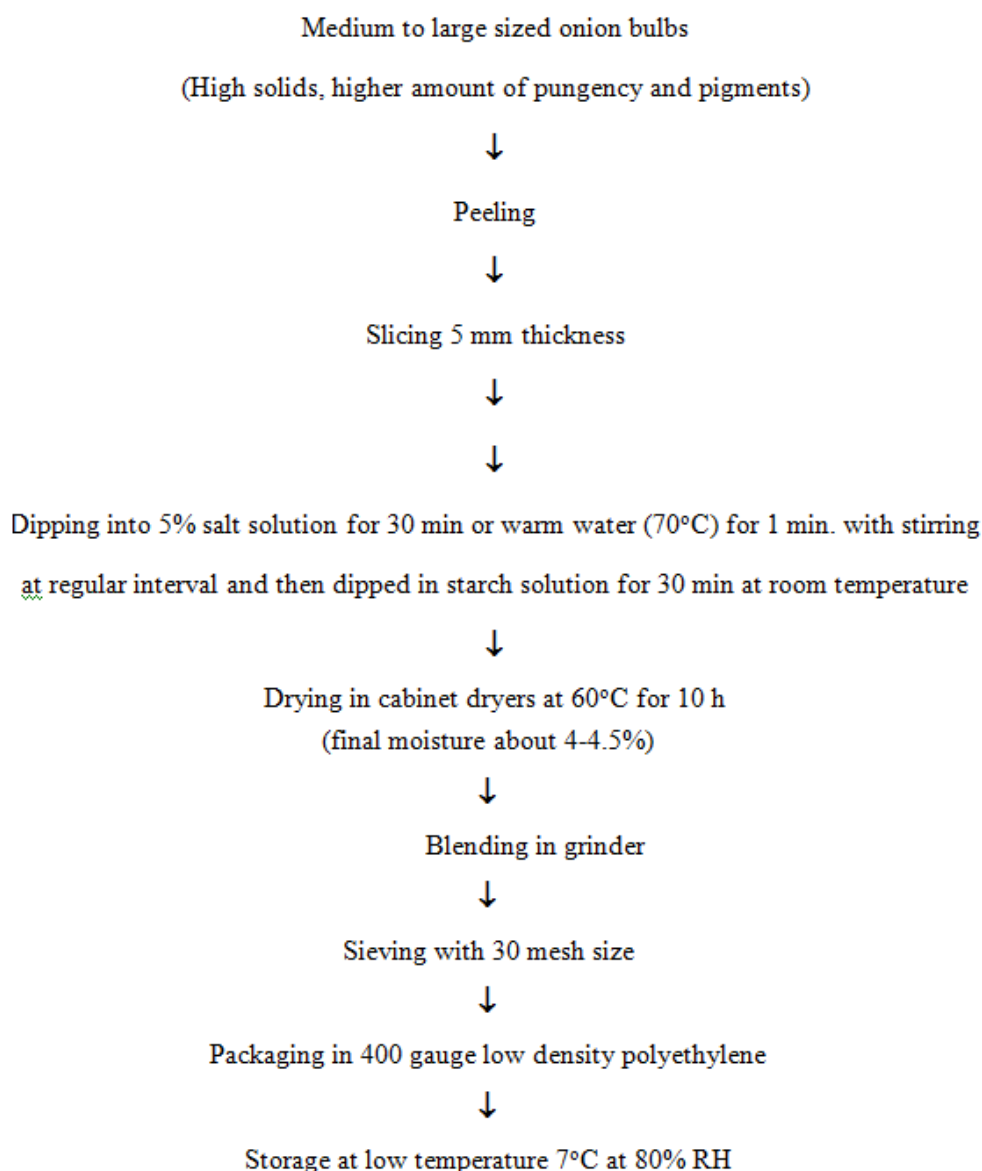 Medium to large sized onion bulbs
(High solids, higher amount of pungency and pigments)
↓
Peeling
↓
Slicing 5 mm thickness
↓
↓
Dipping into 5% salt solution for 30 min or warm water (70°C) for 1 min. with stirring
at regular interval and then dipped in starch solution for 30 min at room temperature
↓
Drying in cabinet dryers at 60°C for 10 h
(final moisture about 4-4.5%)
↓
Blending in grinder
↓
Sieving with 30 mesh size
↓
Packaging in 400 gauge low density polyethylene
↓
Storage at low temperature 7°C at 80% RH